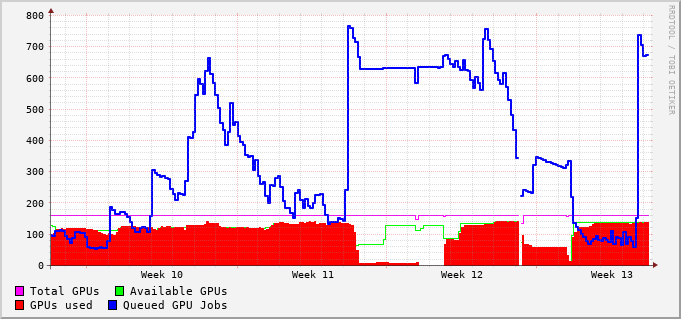 800
700
600
500
400
300
200
100
0
Week 10 Week 11 Week 12 Week 13
Total GPUs Available GPUs
GPUs used Queued GPU Jobs
RRDTOOL / TOBI OETIKER